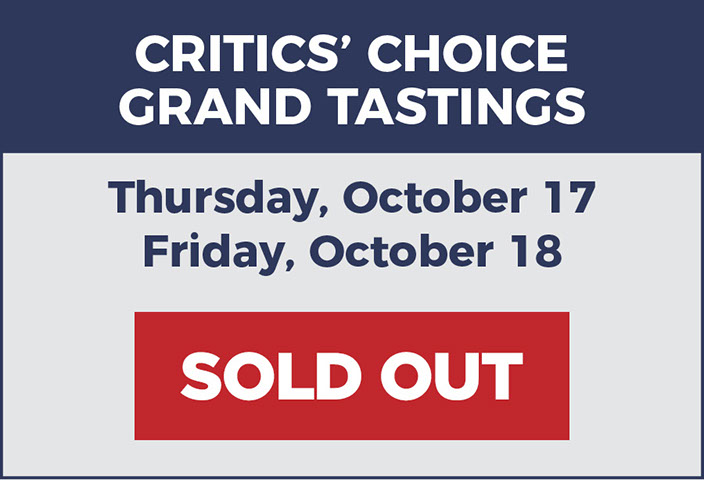 CRITICS’ CHOICE
GRAND TASTINGS
Thursday, October 17
Friday, October 18
SOLD OUT